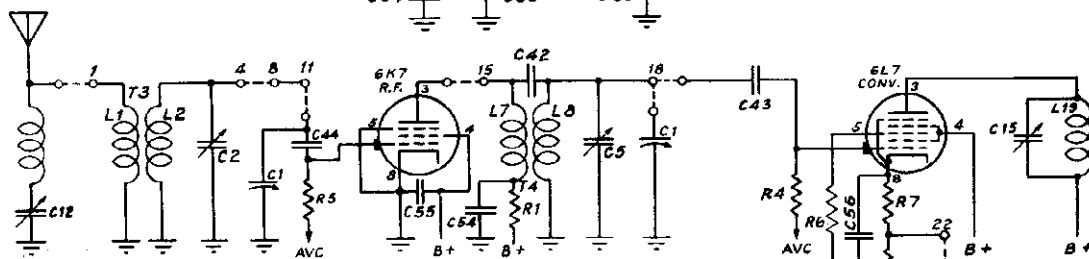 C42
6K7
R.F.
6L7
CONV.
1
T3
4
8
11
3
15
18
3
L1
L2
C44
5
4
L7
L8
C43
5
4
L19
C15
C2
C1
R5
8
C55
C5
C1
8
C12
C54
T4
R1
R4
R6
C56
R7
22
AVC
B+
B+
AVC
B+
B+